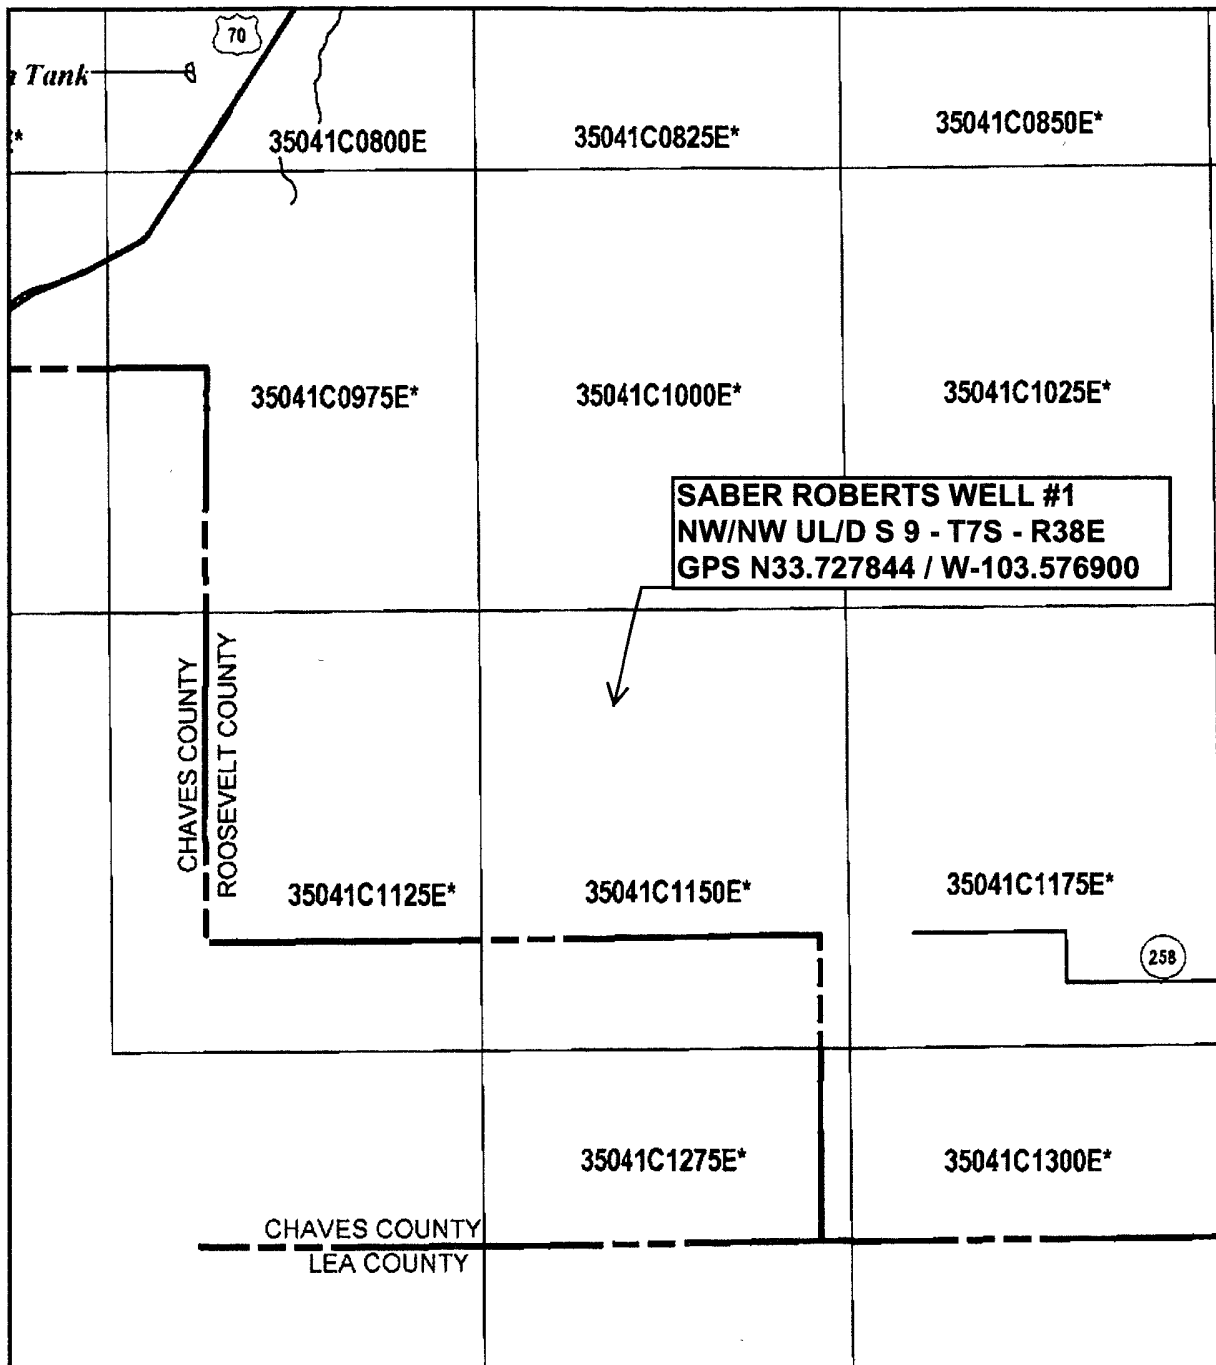 70
Tank
35041C0800E
35041C0825E*
35041C0850E*
35041C0975E*
35041C1000E*
35041C1025E*
SABER ROBERTS WELL #1
NW/NW UL/D S 9 - T7S - R38E
GPS N33.727844 / W-103.576900
CHAVES COUNTY
ROOSEVELT COUNTY
35041C1125E*
35041C1150E*
35041C1175E*
258
35041C1275E*
35041C1300E*
CHAVES COUNTY
LEA COUNTY